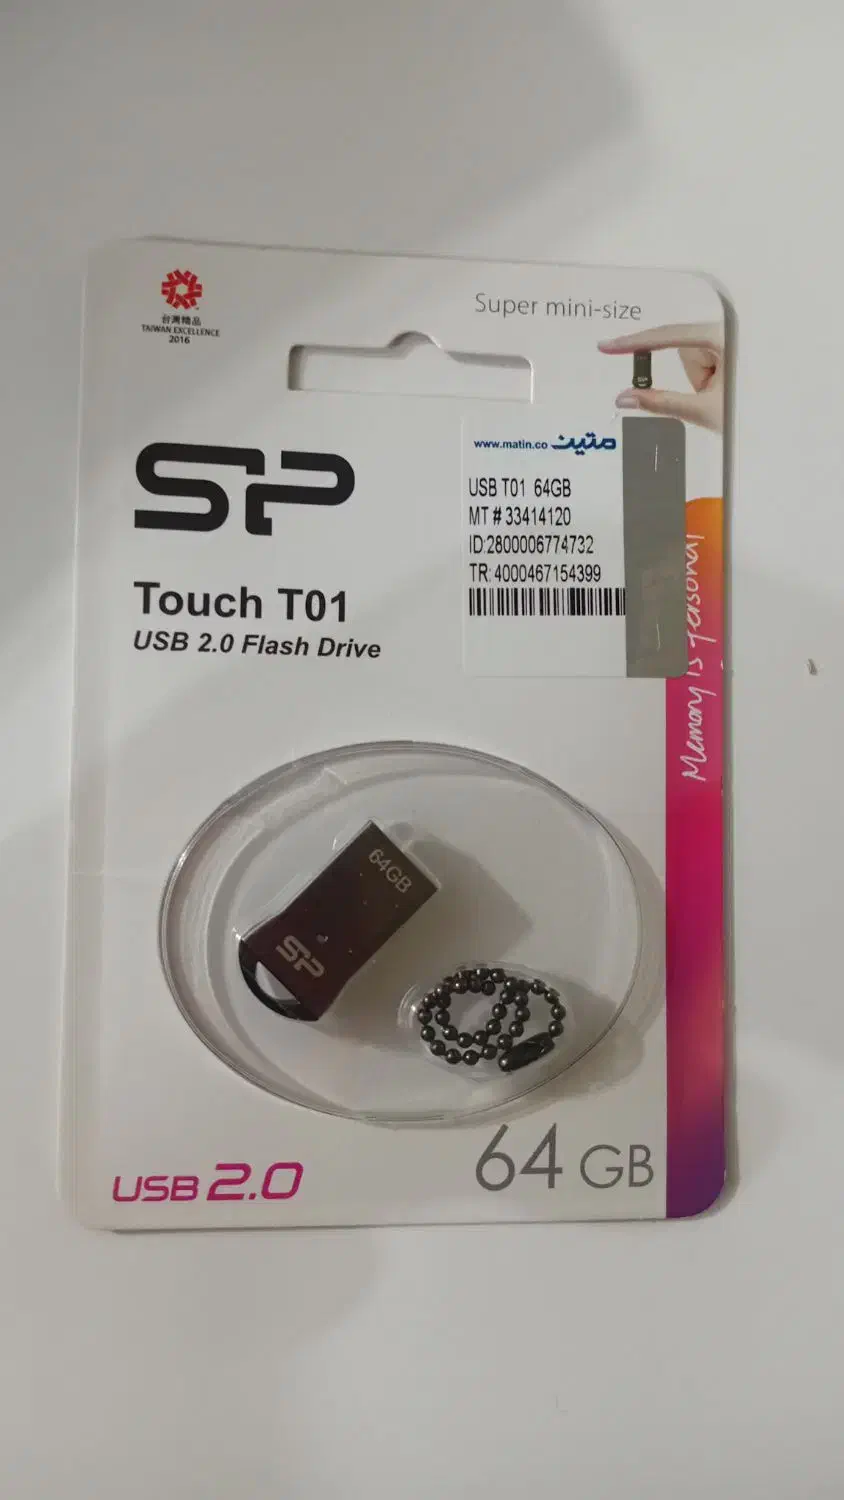 台灣精品
TAIWAN EXCELLENCE
2016
Super mini-size
SP
SP
Touch T01
USB 2.0 Flash Drive
www.matin.co متین
USB T01 64GB
MT # 33414120
ID:2800006774732
TR: 4000467154399
Memory is Personal
64GB
SP
USB 2.0
64 GB